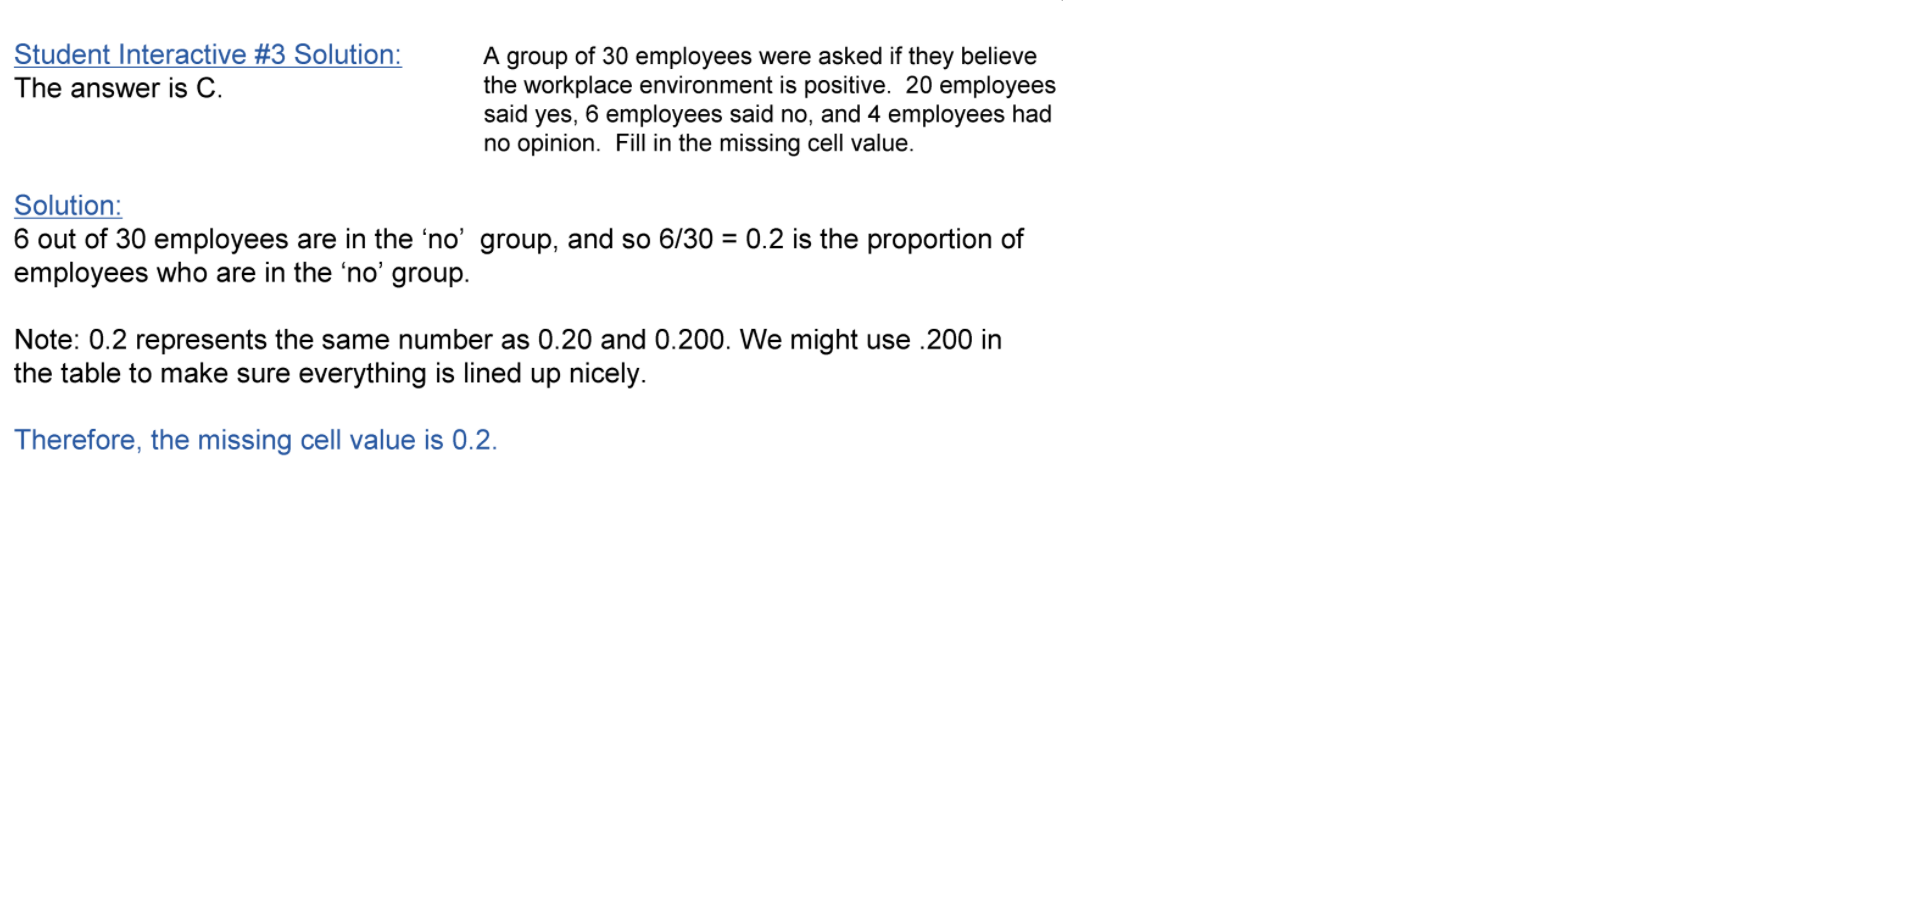 Student Interactive #3 Solution:
The answer is C.
A group of 30 employees were asked if they believe
the workplace environment is positive.  20 employees
said yes, 6 employees said no, and 4 employees had
no opinion.  Fill in the missing cell value.
Solution:
6 out of 30 employees are in the ‘no’  group, and so 6/30 = 0.2 is the proportion of
employees who are in the ‘no’ group.
Note: 0.2 represents the same number as 0.20 and 0.200. We might use .200 in
the table to make sure everything is lined up nicely.
Therefore, the missing cell value is 0.2.